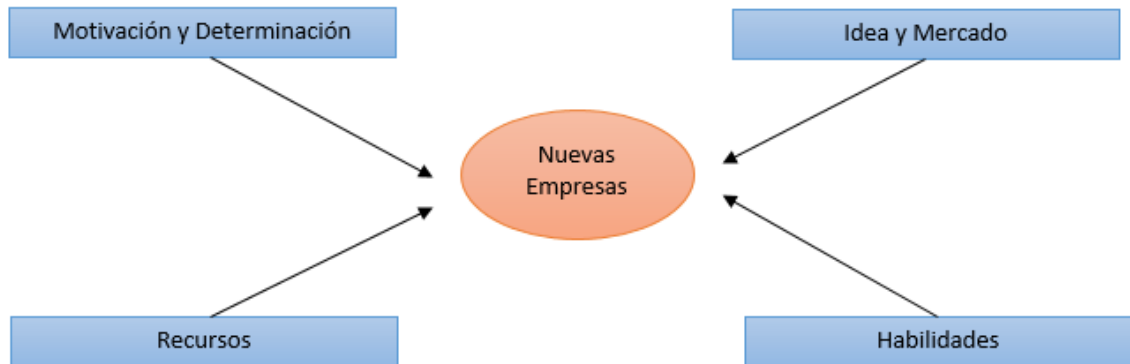 Motivación y Determinación
Idea y Mercado
Nuevas
Empresas
Recursos
Habilidades